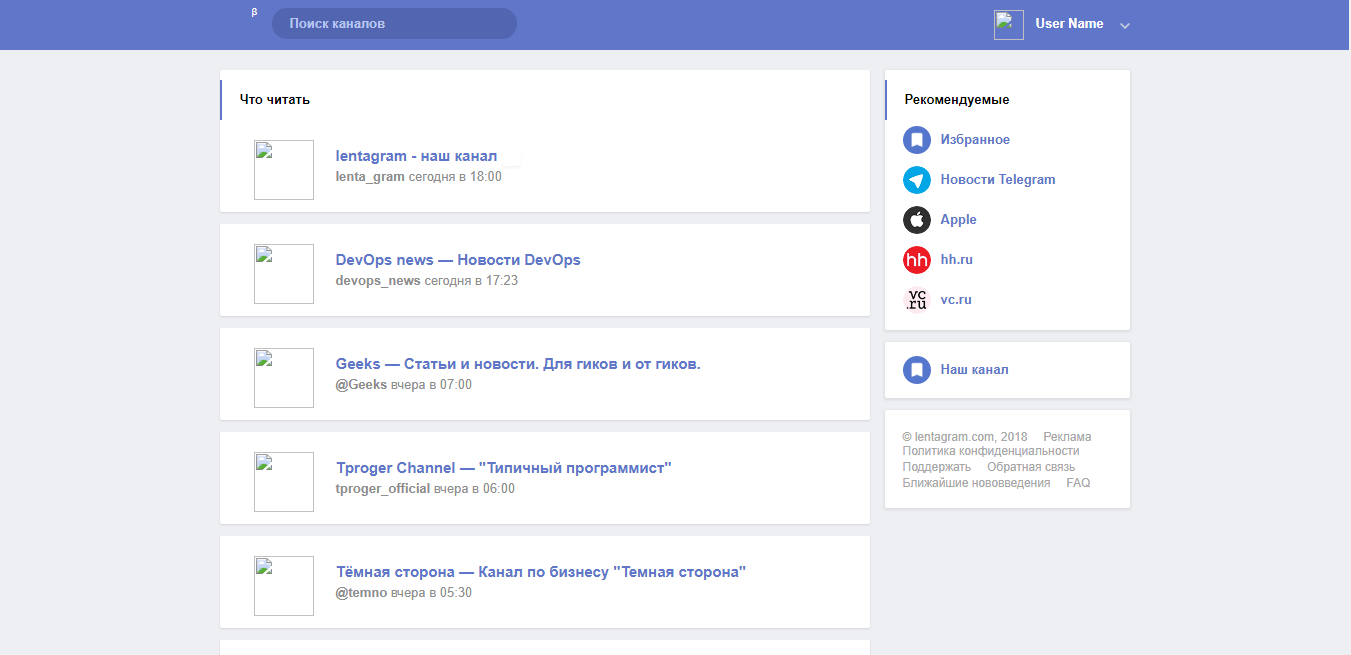 β
Поиск каналов
User Name
Что читать
lentagram - наш канал
lenta_gram сегодня в 18:00
DevOps news — Новости DevOps
devops_news сегодня в 17:23
Geeks — Статьи и новости. Для гиков и от гиков.
@Geeks вчера в 07:00
Tproger Channel — "Типичный программист"
tproger_official вчера в 06:00
Тёмная сторона — Канал по бизнесу "Темная сторона"
@temno вчера в 05:30
Рекомендуемые
Избранное
Новости Telegram
Apple
hh hh.ru
vc.ru vc.ru
Наш канал
© lentagram.com, 2018 Реклама
Политика конфиденциальности
Поддержать Обратная связь
Ближайшие нововведения FAQ